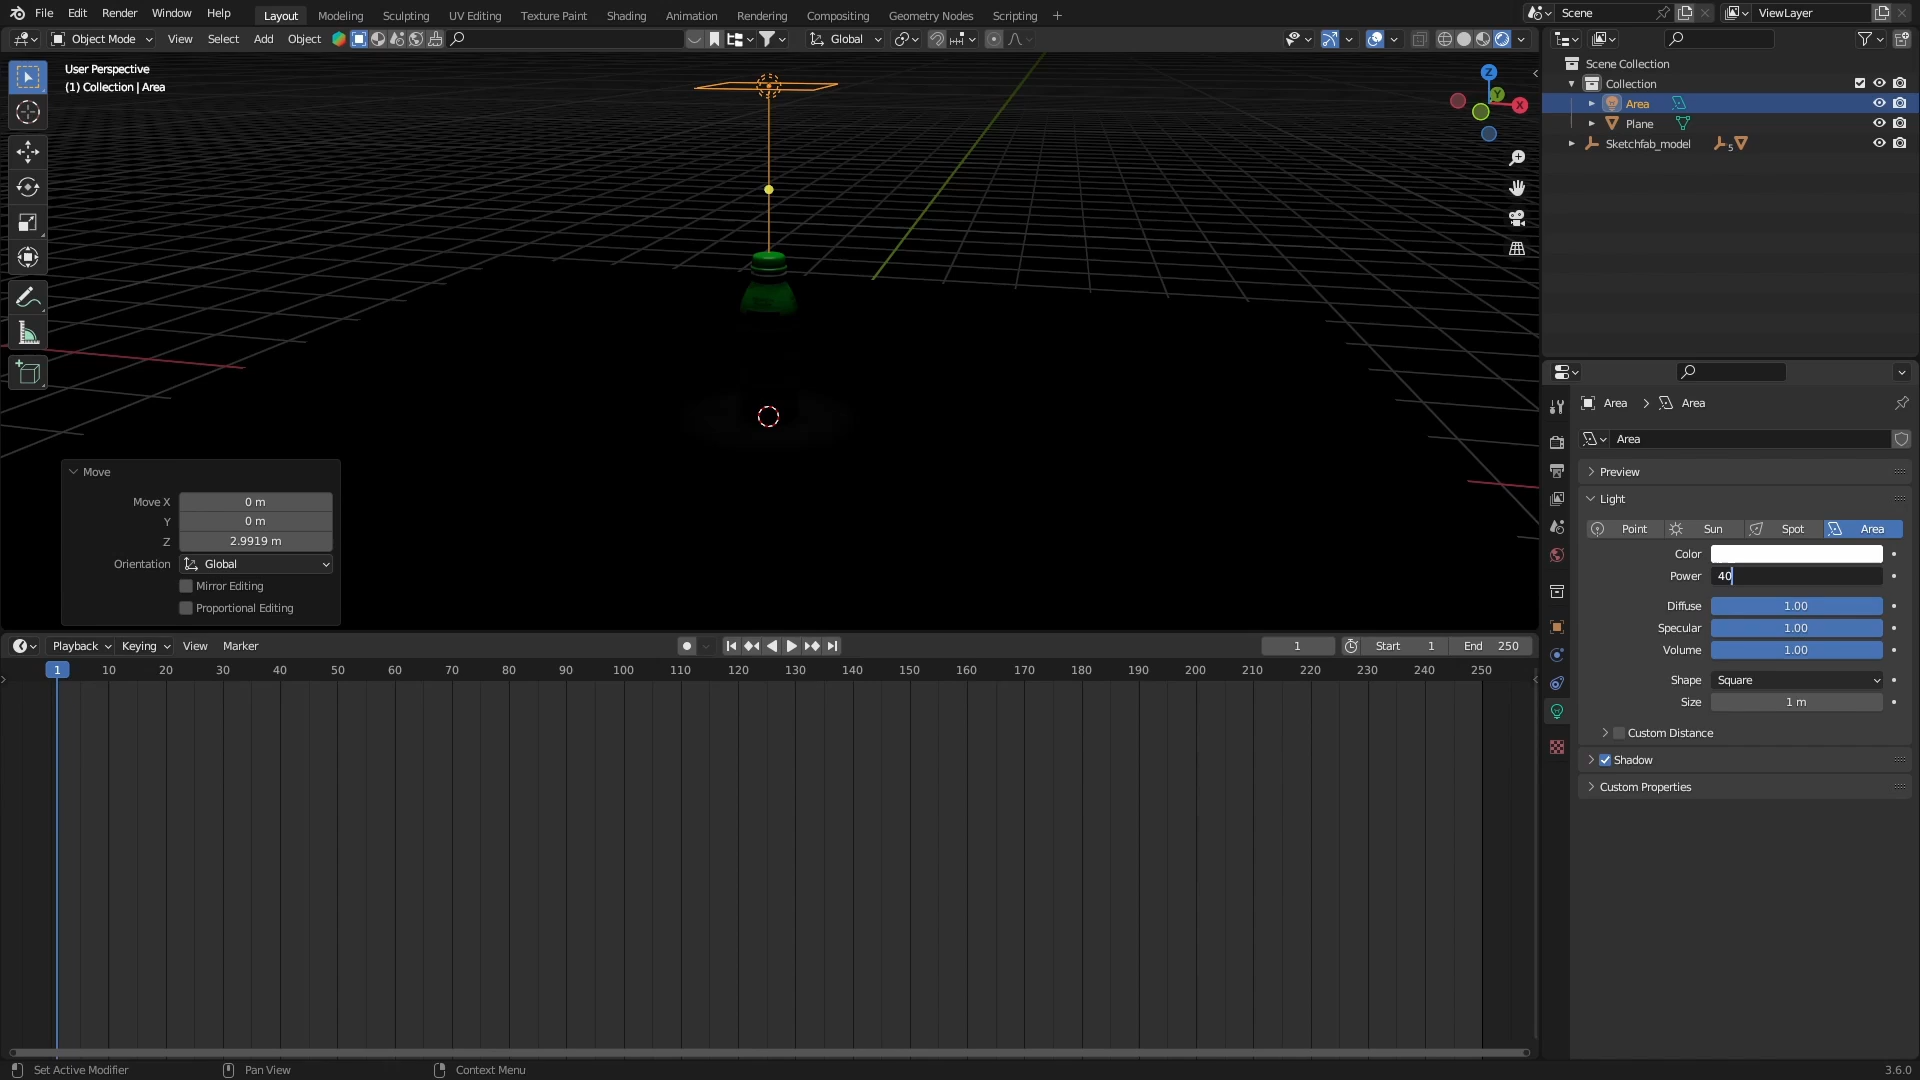 File Edit Render Window Help Layout Modeling Sculpting UV Editing Texture Paint Shading Animation Rendering Compositing Geometry Nodes Scripting + Scene ViewLayer
Object Mode View Select Add Object Global
User Perspective
(1) Collection | Area
Z
Y
X
Move
Move X 0 m
Y 0 m
Z 2.9919 m
Orientation Global
Mirror Editing
Proportional Editing
Scene Collection
Collection
Area
Plane
Sketchfab_model 5
Area > Area
Area
Preview
Light
Point Sun Spot Area
Color
Power 40
Diffuse 1.00
Specular 1.00
Volume 1.00
Shape Square
Size 1 m
Custom Distance
Shadow
Custom Properties
Playback Keying View Marker 1 Start 1 End 250
1 10 20 30 40 50 60 70 80 90 100 110 120 130 140 150 160 170 180 190 200 210 220 230 240 250
Set Active Modifier Pan View Context Menu 3.6.0